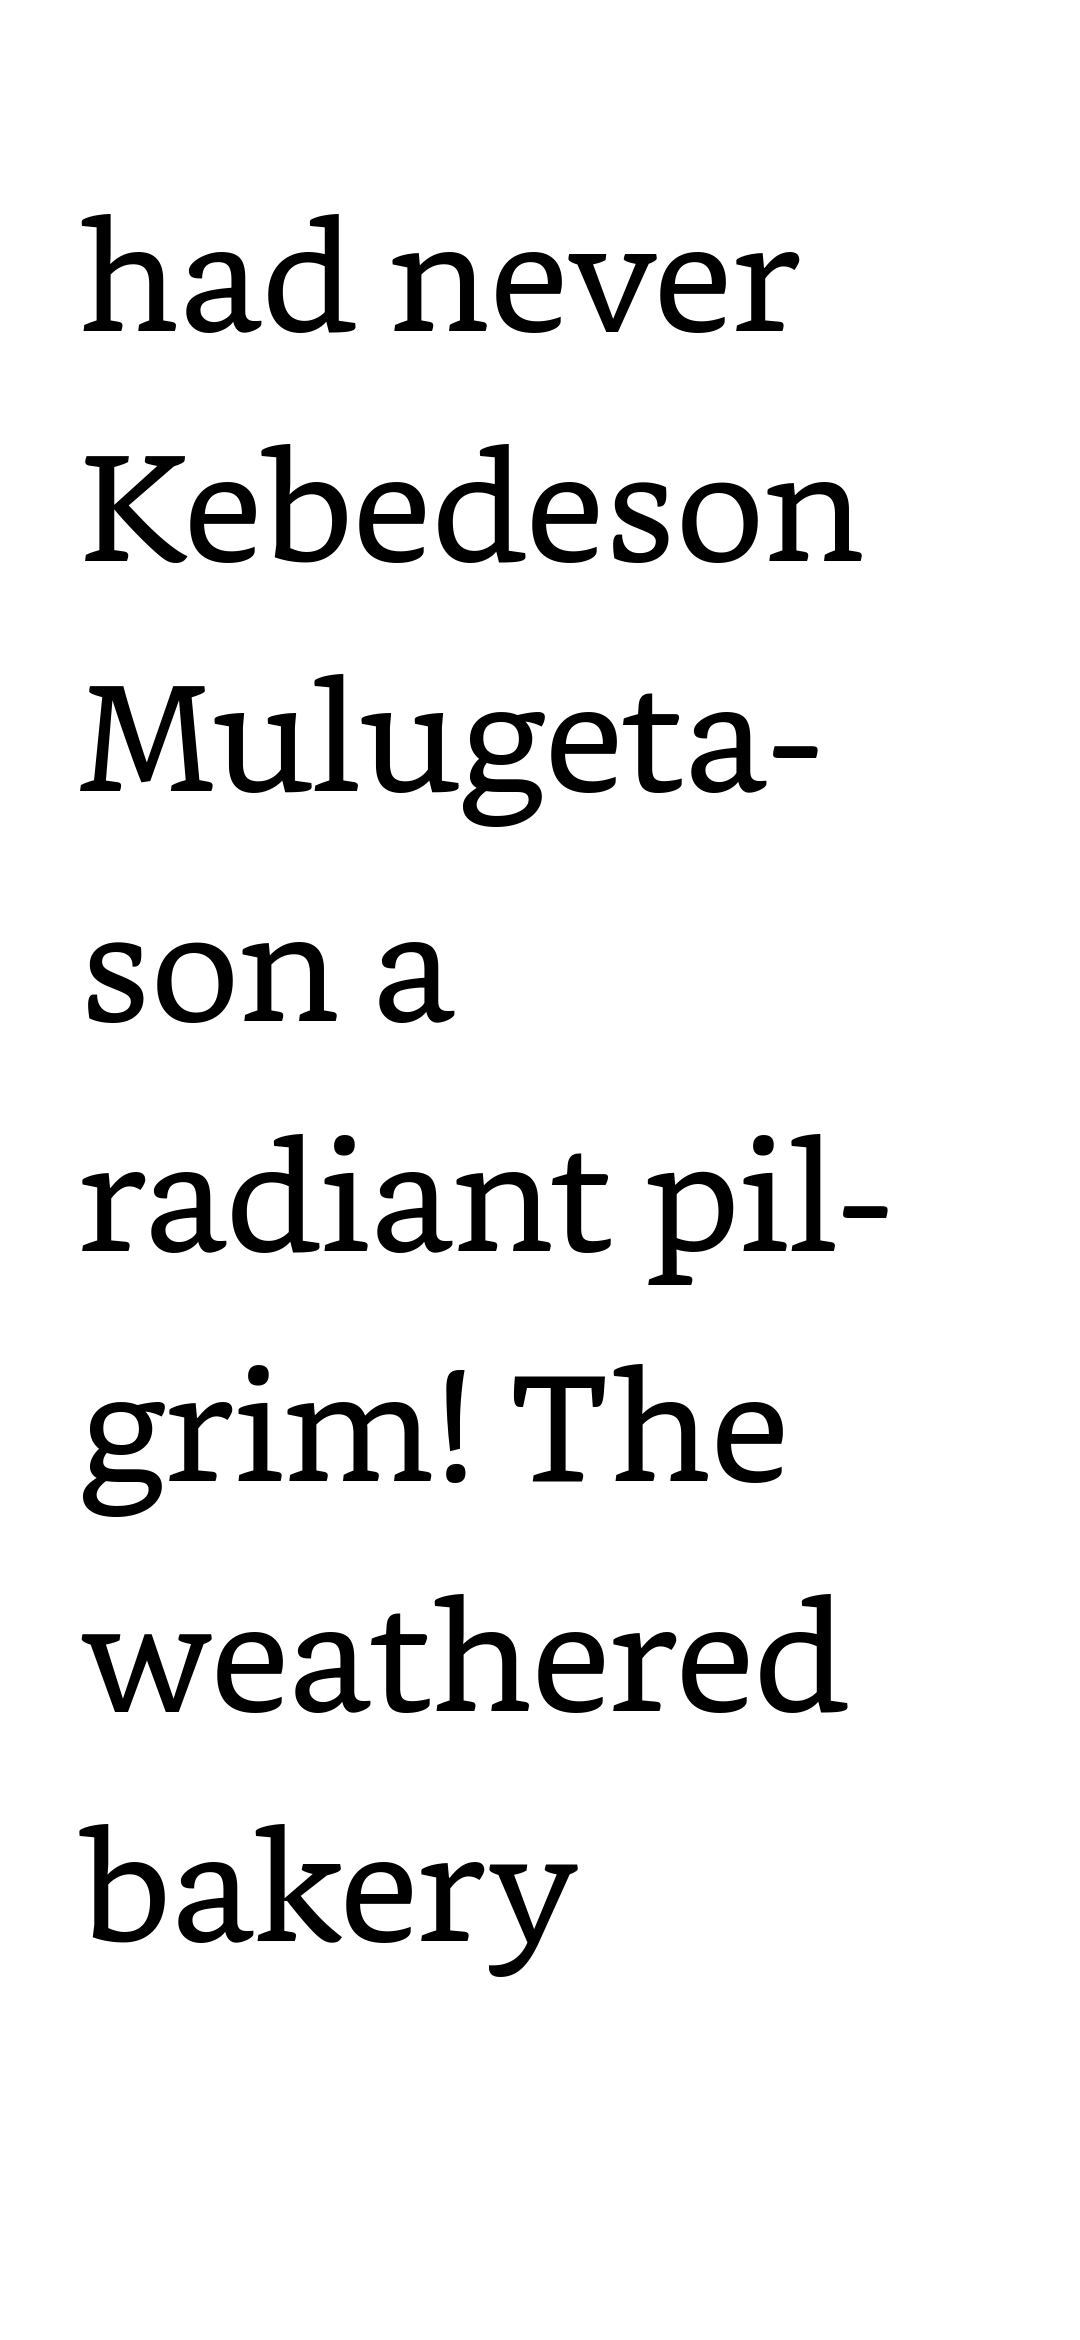 had never
Kebedeson
Mulugeta-
son a
radiant pil-
grim! The
weathered
bakery